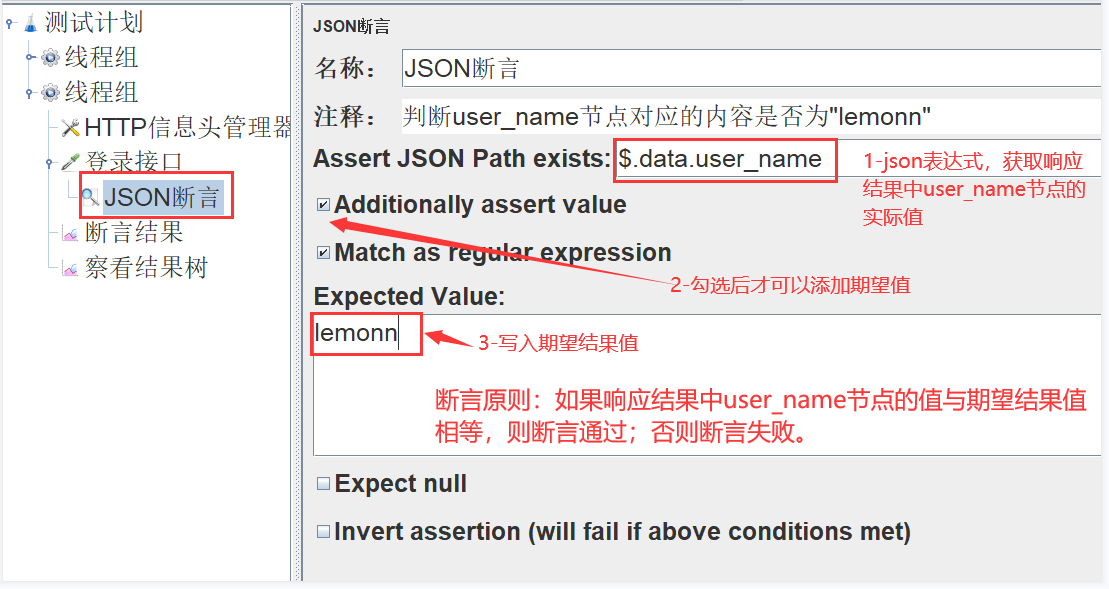 测试计划
线程组
线程组
HTTP信息头管理器
登录接口
JSON断言
断言结果
察看结果树
JSON断言
名称： JSON断言
注释： 判断user_name节点对应的内容是否为"lemonn"
Assert JSON Path exists: $.data.user_name
1-json表达式，获取响应
结果中user_name节点的
实际值
Additionally assert value
Match as regular expression
2-勾选后才可以添加期望值
Expected Value:
lemonn
3-写入期望结果值
断言原则：如果响应结果中user_name节点的值与期望结果值
相等，则断言通过；否则断言失败。
Expect null
Invert assertion (will fail if above conditions met)